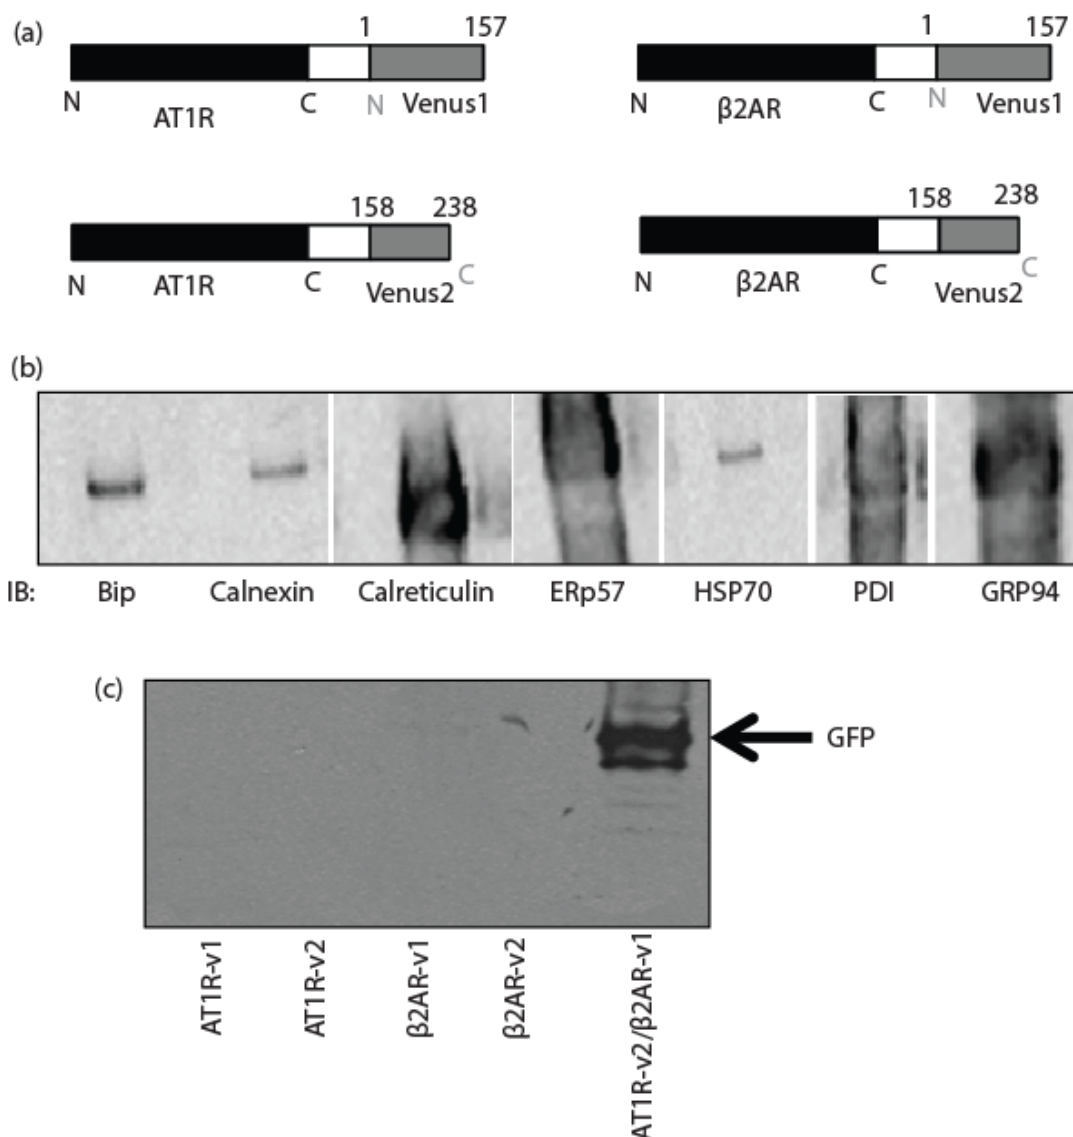 (a)
1 157
N AT1R C N Venus1
1 157
N β2AR C N Venus1
158 238
N AT1R C Venus2 C
158 238
N β2AR C Venus2 C
(b)
IB: Bip Calnexin Calreticulin ERp57 HSP70 PDI GRP94
(c)
GFP
AT1R-v1
AT1R-v2
β2AR-v1
β2AR-v2
AT1R-v2/β2AR-v1